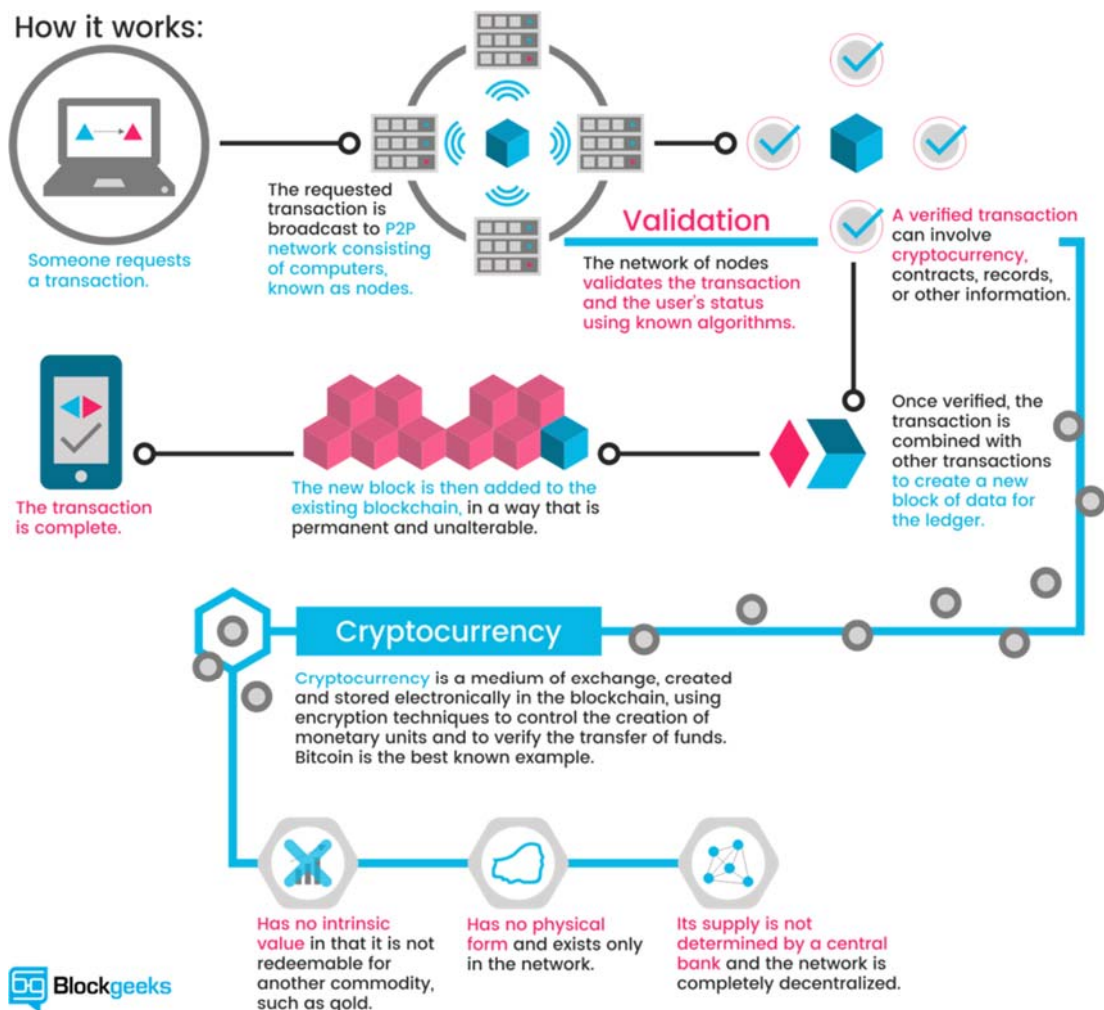 How it works:
Someone requests
a transaction.
The requested
transaction is
broadcast to P2P
network consisting
of computers,
known as nodes.
Validation
The network of nodes
validates the transaction
and the user's status
using known algorithms.
A verified transaction
can involve
cryptocurrency,
contracts, records,
or other information.
Once verified, the
transaction is
combined with
other transactions
to create a new
block of data for
the ledger.
The new block is then added to the
existing blockchain, in a way that is
permanent and unalterable.
The transaction
is complete.
Cryptocurrency
Cryptocurrency is a medium of exchange, created
and stored electronically in the blockchain, using
encryption techniques to control the creation of
monetary units and to verify the transfer of funds.
Bitcoin is the best known example.
Has no intrinsic
value in that it is not
redeemable for
another commodity,
such as gold.
Has no physical
form and exists only
in the network.
Its supply is not
determined by a central
bank and the network is
completely decentralized.
Blockgeeks